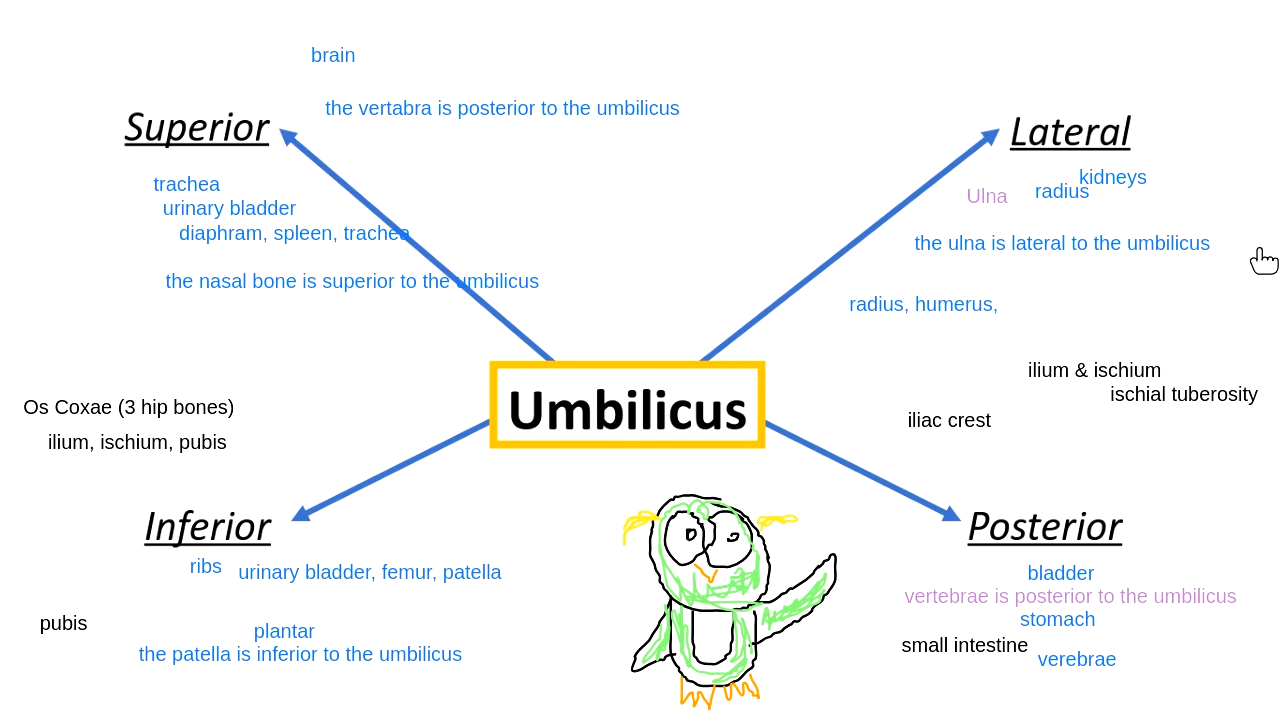 brain
the vertabra is posterior to the umbilicus
Superior
Lateral
trachea
urinary bladder
diaphram, spleen, trachea
the nasal bone is superior to the umbilicus
kidneys
Ulna
radius
the ulna is lateral to the umbilicus
radius, humerus,
ilium & ischium
ischial tuberosity
iliac crest
Umbilicus
Os Coxae (3 hip bones)
ilium, ischium, pubis
Inferior
ribs
urinary bladder, femur, patella
pubis
plantar
the patella is inferior to the umbilicus
Posterior
bladder
vertebrae is posterior to the umbilicus
stomach
small intestine
verebrae